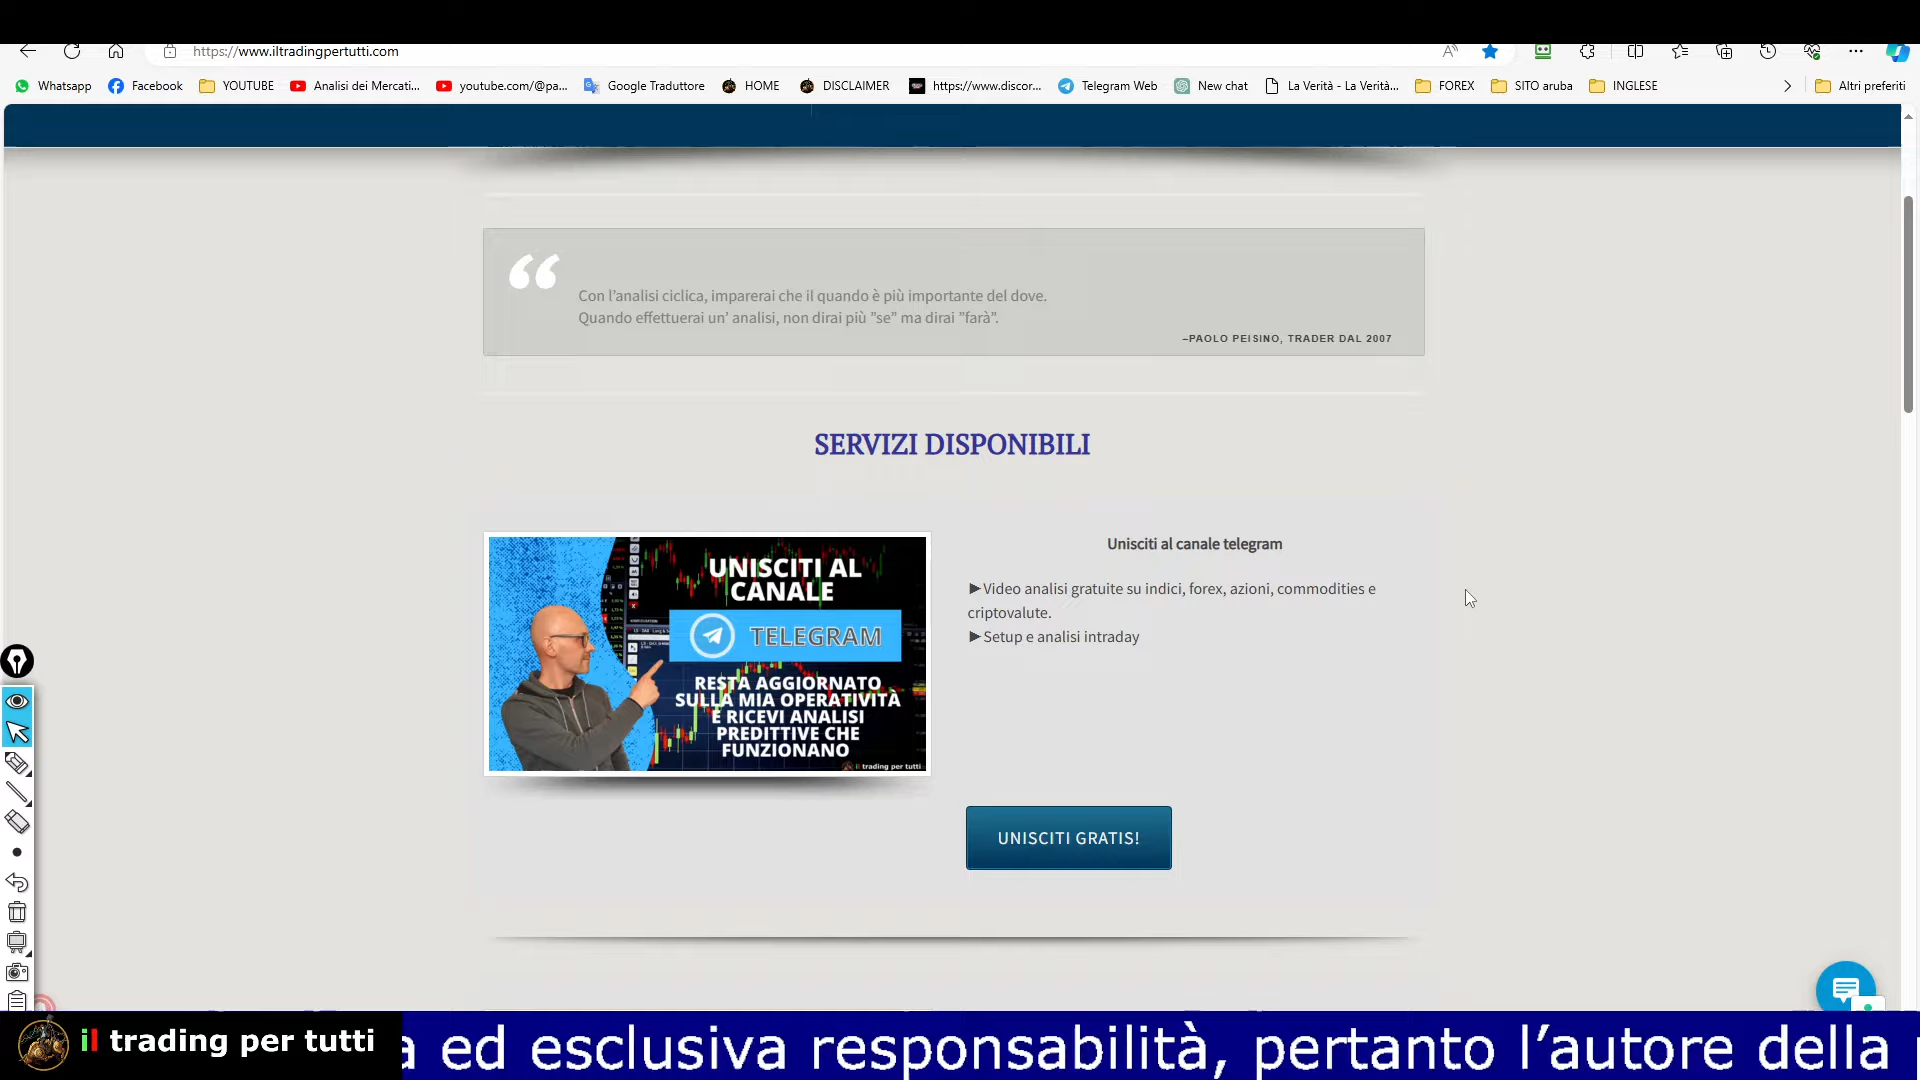 https://www.iltradingpertutti.com
Whatsapp
Facebook
YOUTUBE
Analisi dei Mercati...
youtube.com/@pa...
Google Traduttore
HOME
DISCLAIMER
https://www.discor...
Telegram Web
New chat
La Verità - La Verità...
FOREX
SITO aruba
INGLESE
Altri preferiti
Con l’analisi ciclica, imparerai che il quando è più importante del dove.
Quando effettuerai un’ analisi, non dirai più ”se” ma dirai ”farà”.
–PAOLO PEISINO, TRADER DAL 2007
SERVIZI DISPONIBILI
UNISCITI AL
CANALE
TELEGRAM
RESTA AGGIORNATO
SULLA MIA OPERATIVITÀ
E RICEVI ANALISI
PREDITTIVE CHE
FUNZIONANO
il trading per tutti
Unisciti al canale telegram
►Video analisi gratuite su indici, forex, azioni, commodities e
criptovalute.
►Setup e analisi intraday
UNISCITI GRATIS!
il trading per tutti
a ed esclusiva responsabilità, pertanto l’autore della